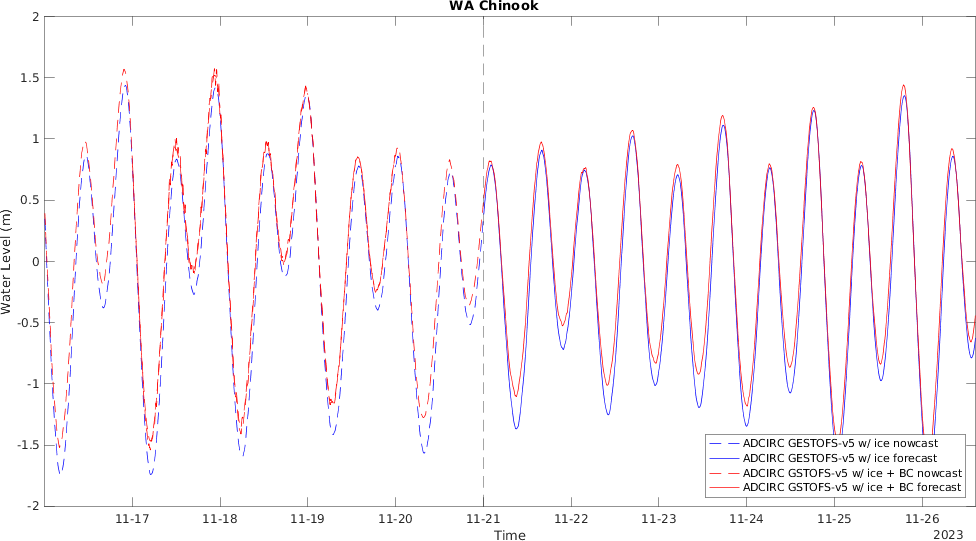 WA Chinook
2
1.5
1
0.5
0
-0.5
-1
-1.5
-2
Water Level (m)
ADCIRC GESTOFS-v5 w/ ice nowcast
ADCIRC GESTOFS-v5 w/ ice forecast
ADCIRC GSTOFS-v5 w/ ice + BC nowcast
ADCIRC GSTOFS-v5 w/ ice + BC forecast
11-17 11-18 11-19 11-20 11-21 11-22 11-23 11-24 11-25 11-26
Time
2023